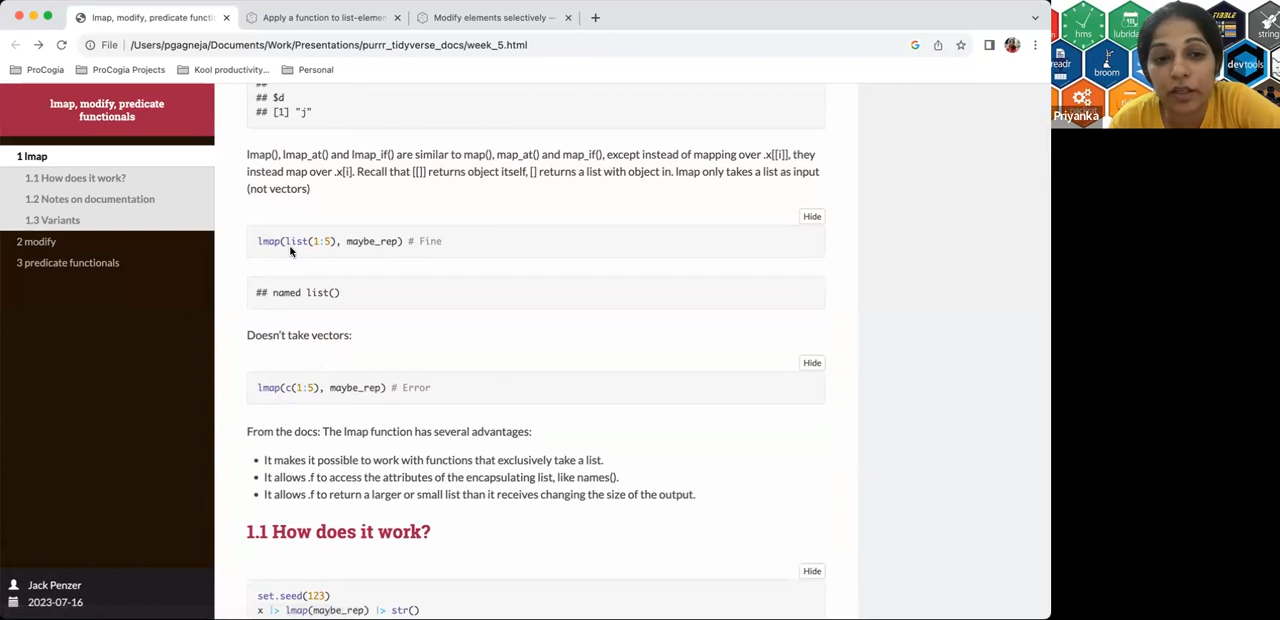 lmap, modify, predicate functi
Apply a function to list-elemen
Modify elements selectively —
File
/Users/pgagneja/Documents/Work/Presentations/purrr_tidyverse_docs/week_5.html
ProCogia
ProCogia Projects
Kool productivity...
Personal
lmap, modify, predicate
functionals
1 lmap
1.1 How does it work?
1.2 Notes on documentation
1.3 Variants
2 modify
3 predicate functionals
Jack Penzer
2023-07-16
##
## $d
## [1] "j"
lmap(), lmap_at() and lmap_if() are similar to map(), map_at() and map_if(), except instead of mapping over .x[[i]], they
instead map over .x[i]. Recall that [[]] returns object itself, [] returns a list with object in. lmap only takes a list as input
(not vectors)
Hide
lmap(list(1:5), maybe_rep) # Fine
## named list()
Doesn't take vectors:
Hide
lmap(c(1:5), maybe_rep) # Error
From the docs: The lmap function has several advantages:
• It makes it possible to work with functions that exclusively take a list.
• It allows .f to access the attributes of the encapsulating list, like names().
• It allows .f to return a larger or small list than it receives changing the size of the output.
1.1 How does it work?
Hide
set.seed(123)
x |> lmap(maybe_rep) |> str()
hms
lubrida
TIBBLE
string
readr
broom
devtools
Priyanka